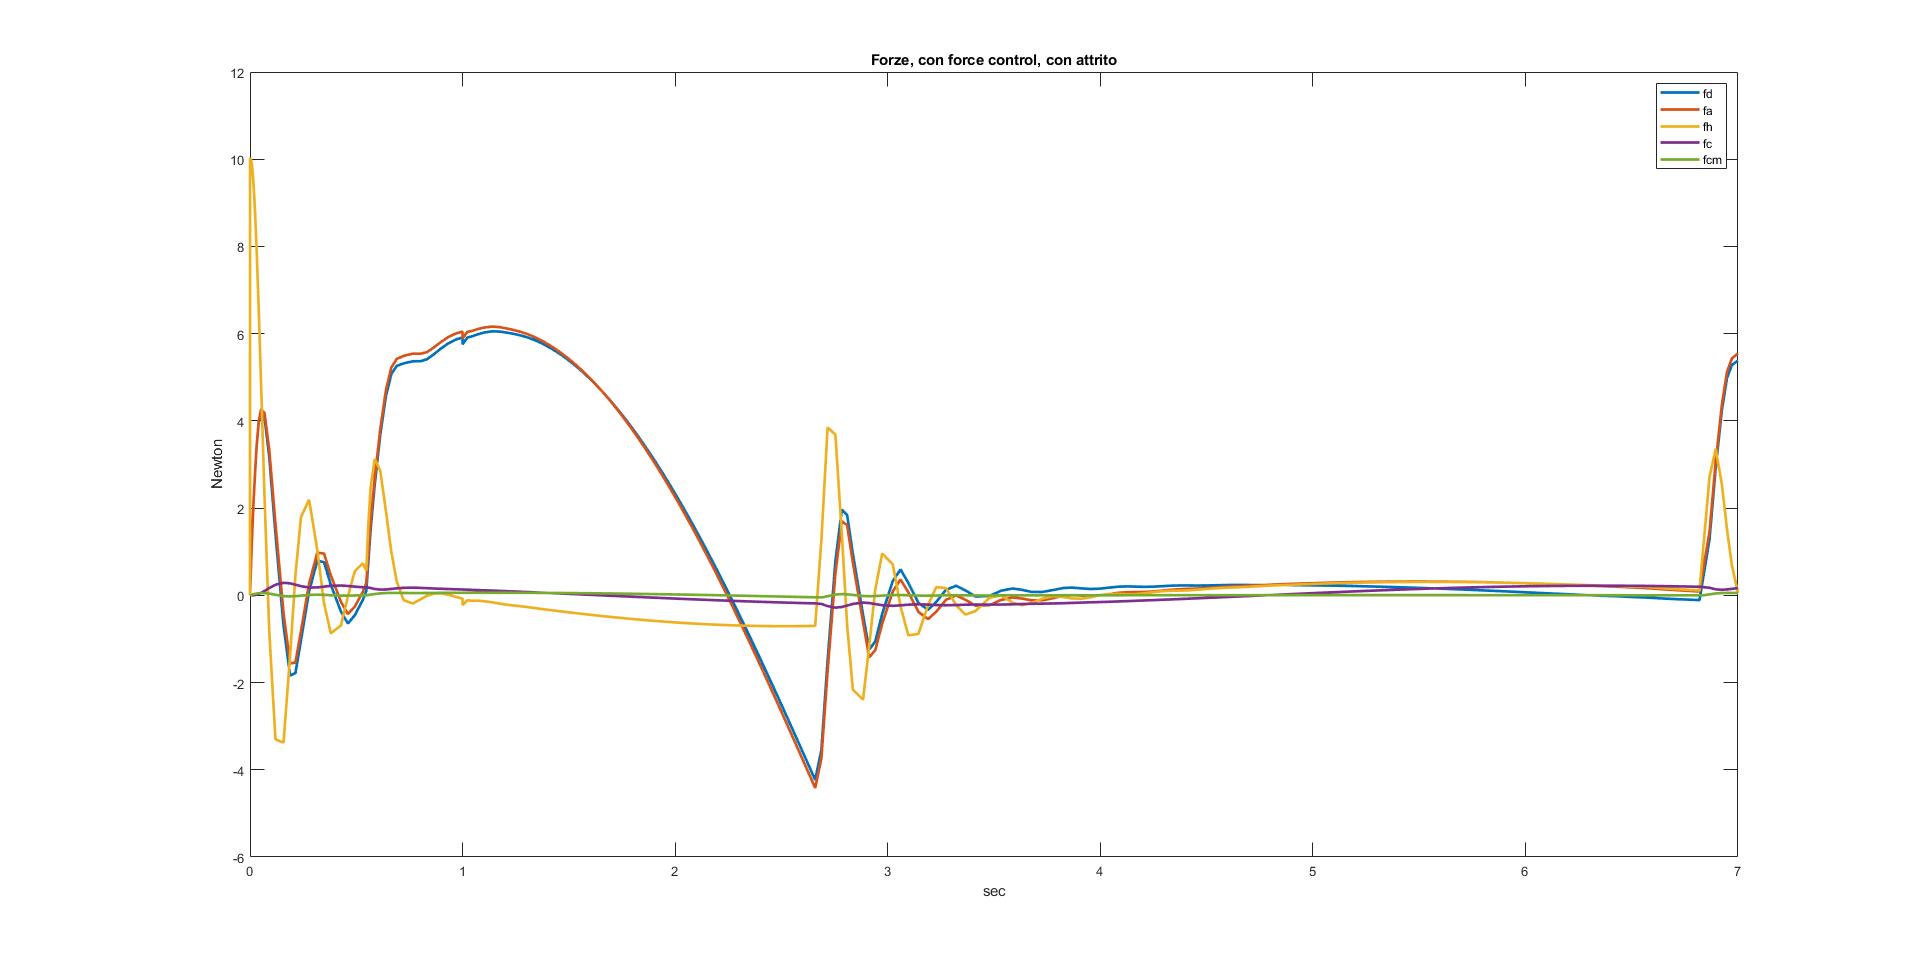 Forze, con force control, con attrito
12
10
8
6
4
2
0
-2
-4
-6
Newton
0 1 2 3 4 5 6 7
sec
fd
fa
fh
fc
fcm